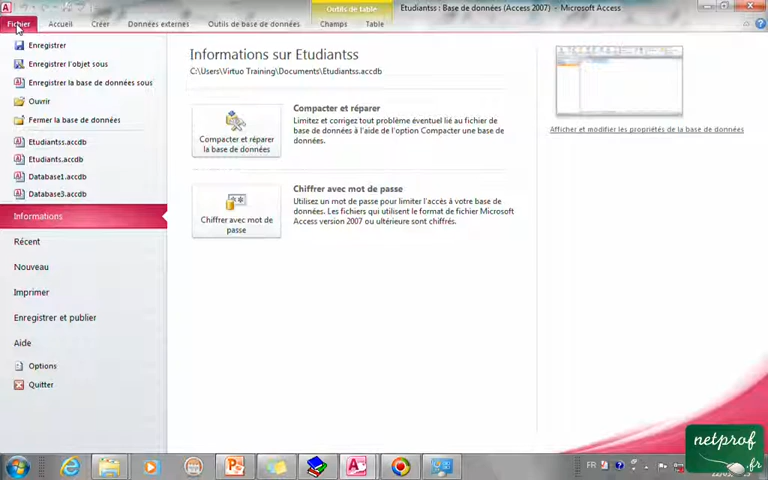 Outils de table
Etudiantss : Base de données (Access 2007) - Microsoft Access
Fichier Accueil Créer Données externes Outils de base de données Champs Table
Enregistrer
Enregistrer l'objet sous
Enregistrer la base de données sous
Ouvrir
Fermer la base de données
Etudiantss.accdb
Etudiants.accdb
Database1.accdb
Database3.accdb
Informations
Récent
Nouveau
Imprimer
Enregistrer et publier
Aide
Options
Quitter
Informations sur Etudiantss
C:\Users\Virtuo Training\Documents\Etudiantss.accdb
Compacter et réparer
la base de données
Compacter et réparer
Limitez et corrigez tout problème éventuel lié au fichier de
base de données à l'aide de l'option Compacter une base de
données.
Chiffrer avec mot de
passe
Chiffrer avec mot de passe
Utilisez un mot de passe pour limiter l'accès à votre base de
données. Les fichiers qui utilisent le format de fichier Microsoft
Access version 2007 ou ultérieure sont chiffrés.
Afficher et modifier les propriétés de la base de données
FR
netprof
.fr